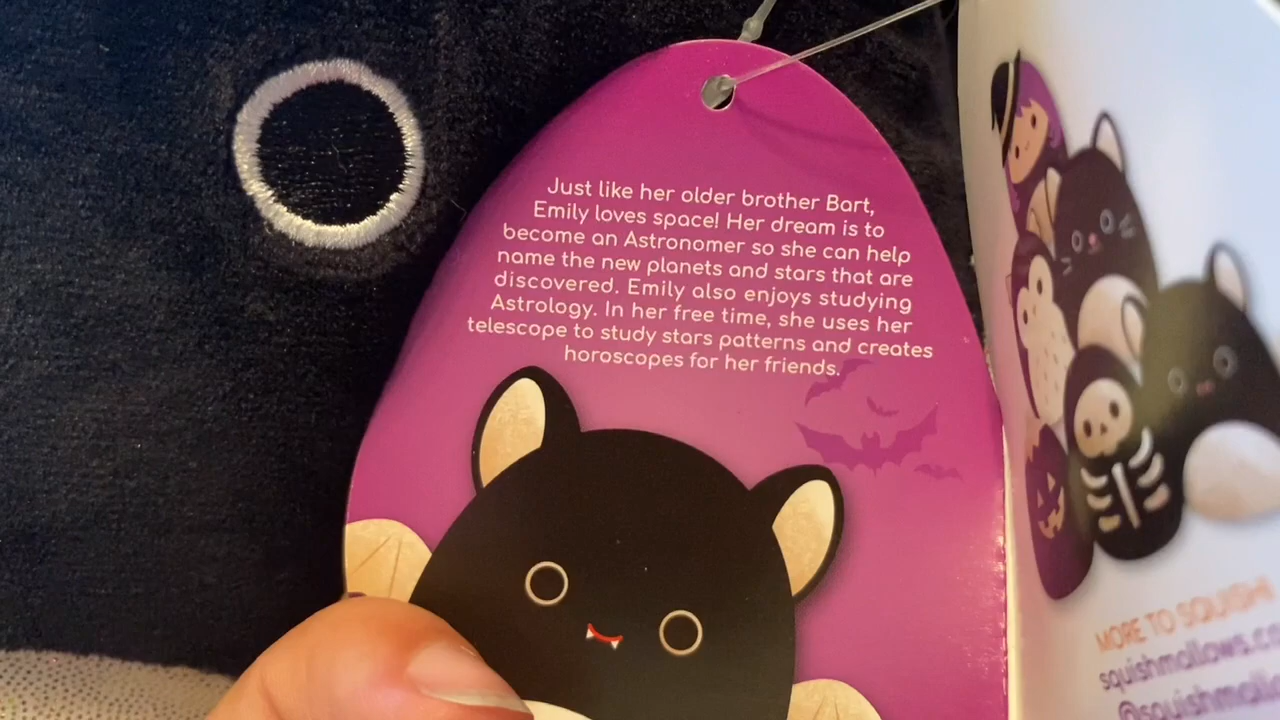 Just like her older brother Bart,
Emily loves space! Her dream is to
become an Astronomer so she can help
name the new planets and stars that are
discovered. Emily also enjoys studying
Astrology. In her free time, she uses her
telescope to study stars patterns and creates
horoscopes for her friends.
MORE TO SQUISH!
squishmallows.co
@squishmallo